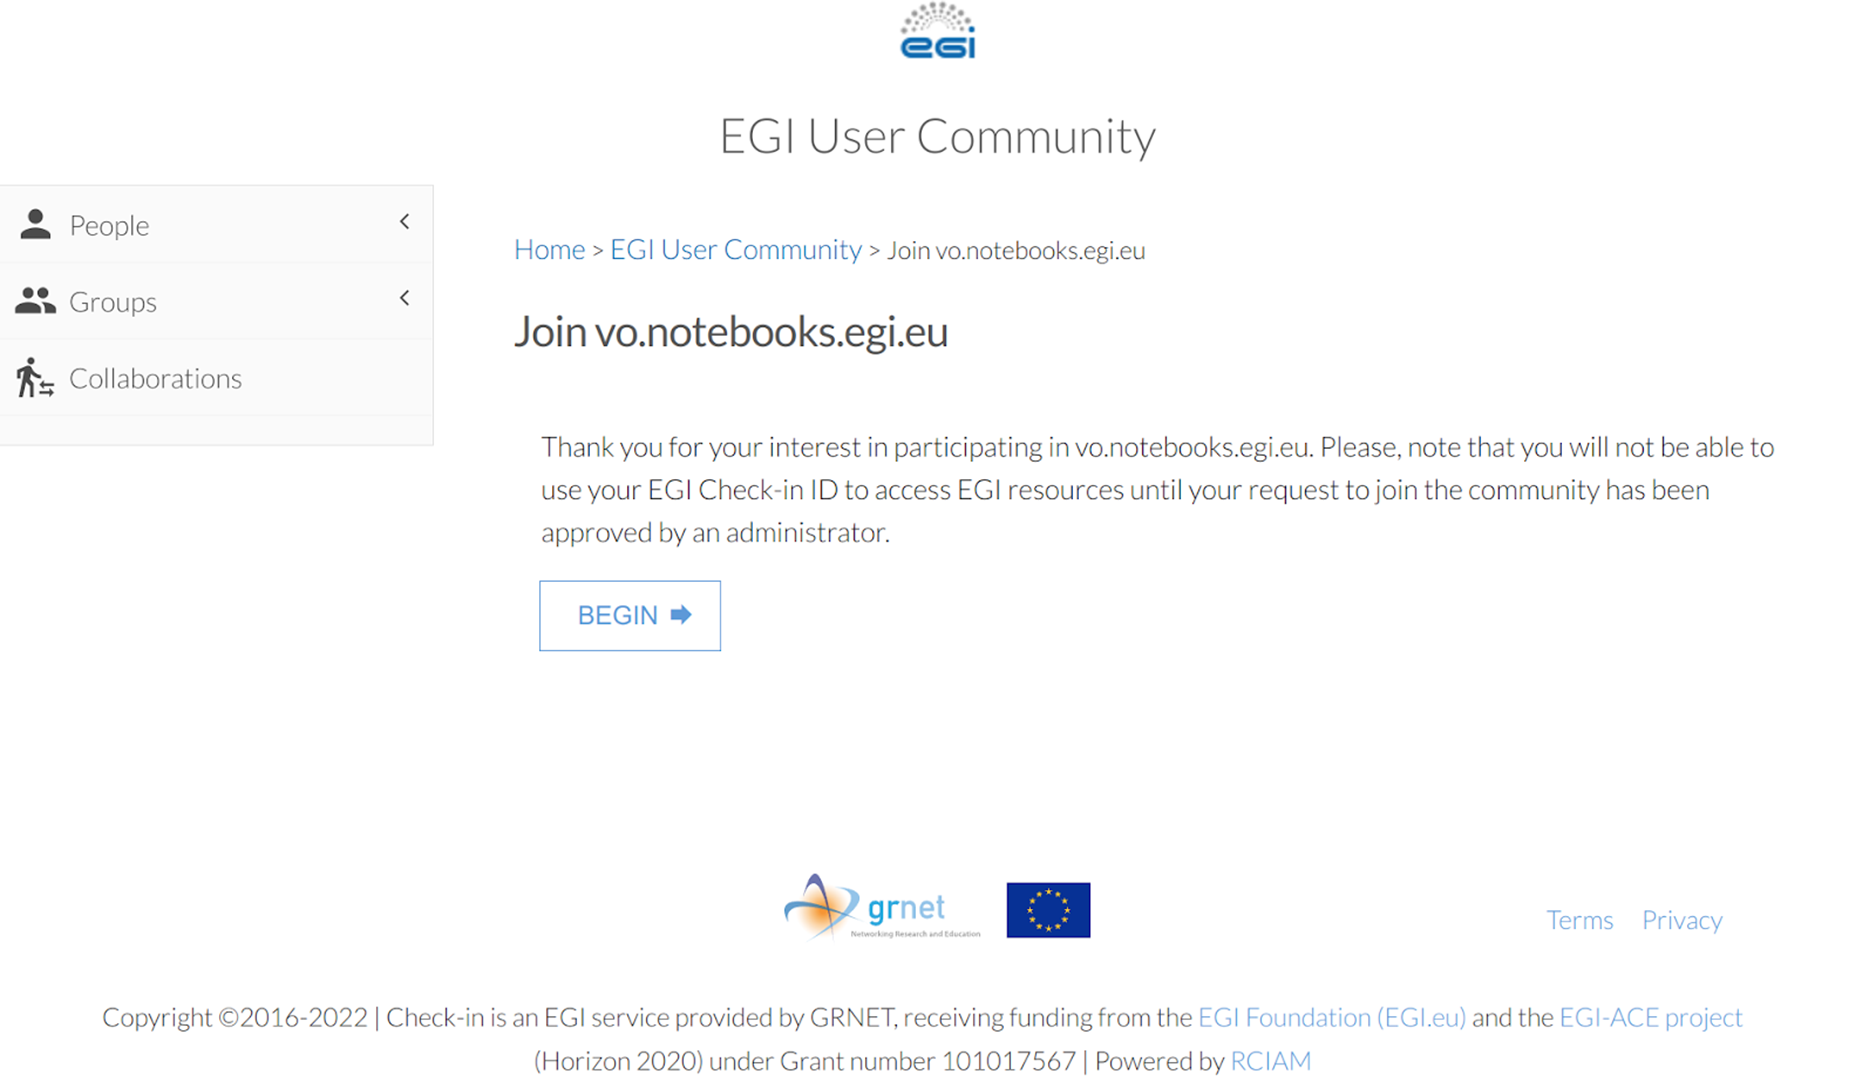 egi
EGI User Community
People
Groups
Collaborations
Home > EGI User Community > Join vo.notebooks.egi.eu
Join vo.notebooks.egi.eu
Thank you for your interest in participating in vo.notebooks.egi.eu. Please, note that you will not be able to
use your EGI Check-in ID to access EGI resources until your request to join the community has been
approved by an administrator.
BEGIN
grnet
Networking Research and Education
Terms Privacy
Copyright ©2016-2022 | Check-in is an EGI service provided by GRNET, receiving funding from the EGI Foundation (EGI.eu) and the EGI-ACE project
(Horizon 2020) under Grant number 101017567 | Powered by RCIAM